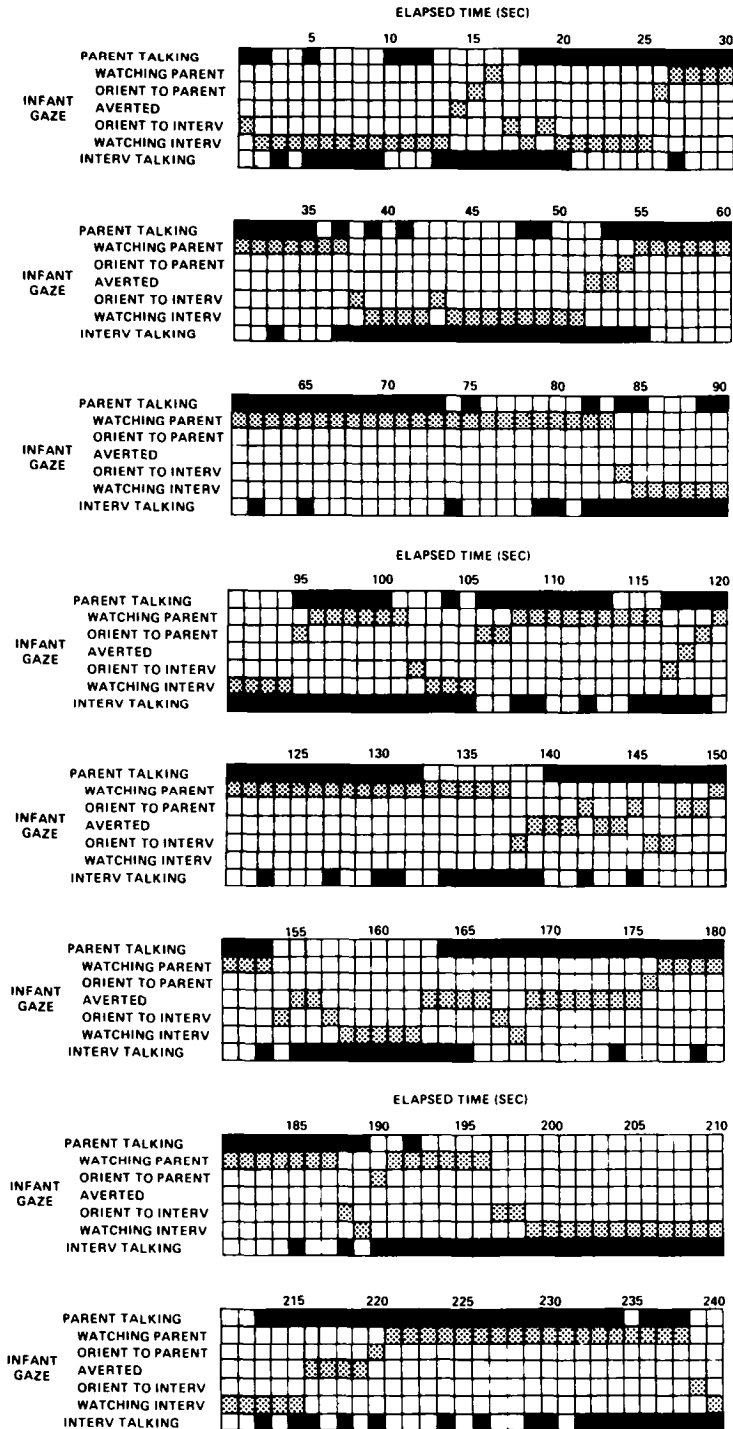 ELAPSED TIME (SEC)
5 10 15 20 25 30
PARENT TALKING
WATCHING PARENT
ORIENT TO PARENT
INFANT GAZE
AVERTED
ORIENT TO INTERV
WATCHING INTERV
INTERV TALKING
35 40 45 50 55 60
PARENT TALKING
WATCHING PARENT
ORIENT TO PARENT
INFANT GAZE
AVERTED
ORIENT TO INTERV
WATCHING INTERV
INTERV TALKING
65 70 75 80 85 90
PARENT TALKING
WATCHING PARENT
ORIENT TO PARENT
INFANT GAZE
AVERTED
ORIENT TO INTERV
WATCHING INTERV
INTERV TALKING
ELAPSED TIME (SEC)
95 100 105 110 115 120
PARENT TALKING
WATCHING PARENT
ORIENT TO PARENT
INFANT GAZE
AVERTED
ORIENT TO INTERV
WATCHING INTERV
INTERV TALKING
125 130 135 140 145 150
PARENT TALKING
WATCHING PARENT
ORIENT TO PARENT
INFANT GAZE
AVERTED
ORIENT TO INTERV
WATCHING INTERV
INTERV TALKING
155 160 165 170 175 180
PARENT TALKING
WATCHING PARENT
ORIENT TO PARENT
INFANT GAZE
AVERTED
ORIENT TO INTERV
WATCHING INTERV
INTERV TALKING
ELAPSED TIME (SEC)
185 190 195 200 205 210
PARENT TALKING
WATCHING PARENT
ORIENT TO PARENT
INFANT GAZE
AVERTED
ORIENT TO INTERV
WATCHING INTERV
INTERV TALKING
215 220 225 230 235 240
PARENT TALKING
WATCHING PARENT
ORIENT TO PARENT
INFANT GAZE
AVERTED
ORIENT TO INTERV
WATCHING INTERV
INTERV TALKING